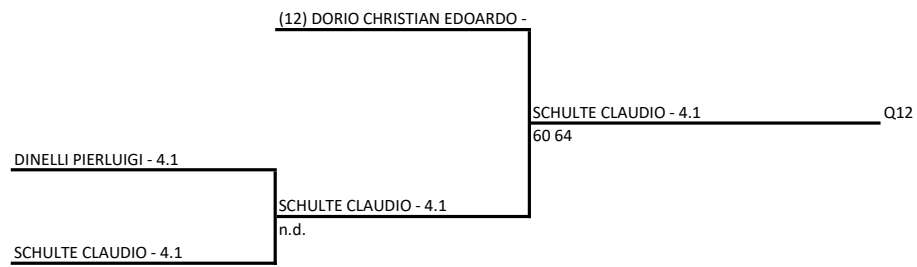 (12) DORIO CHRISTIAN EDOARDO -
SCHULTE CLAUDIO - 4.1
Q12
60 64
DINELLI PIERLUIGI - 4.1
SCHULTE CLAUDIO - 4.1
n.d.
SCHULTE CLAUDIO - 4.1